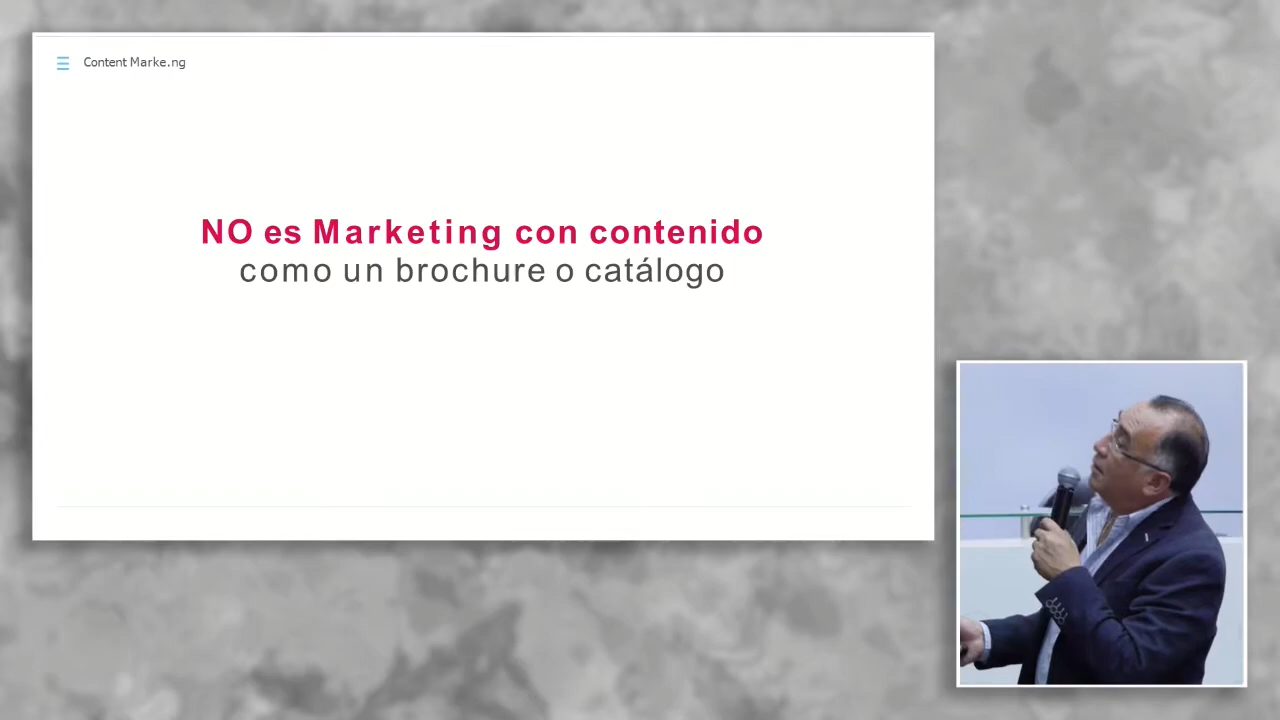 Content Marke.ng
NO es Marketing con contenido
como un brochure o catálogo